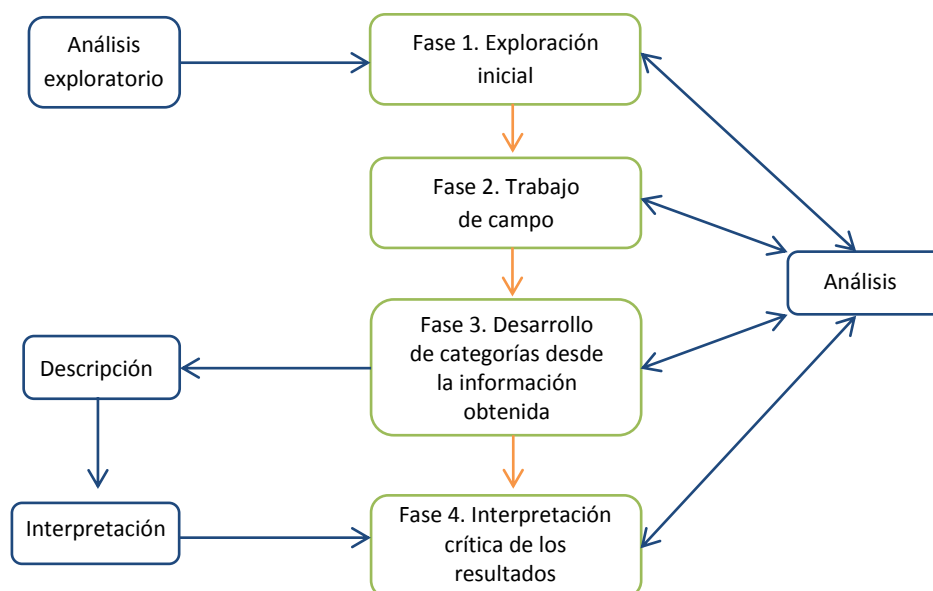 Análisis
exploratorio
Fase 1. Exploración
inicial
Fase 2. Trabajo
de campo
Análisis
Fase 3. Desarrollo
de categorías desde
la información
obtenida
Descripción
Interpretación
Fase 4. Interpretación
crítica de los
resultados